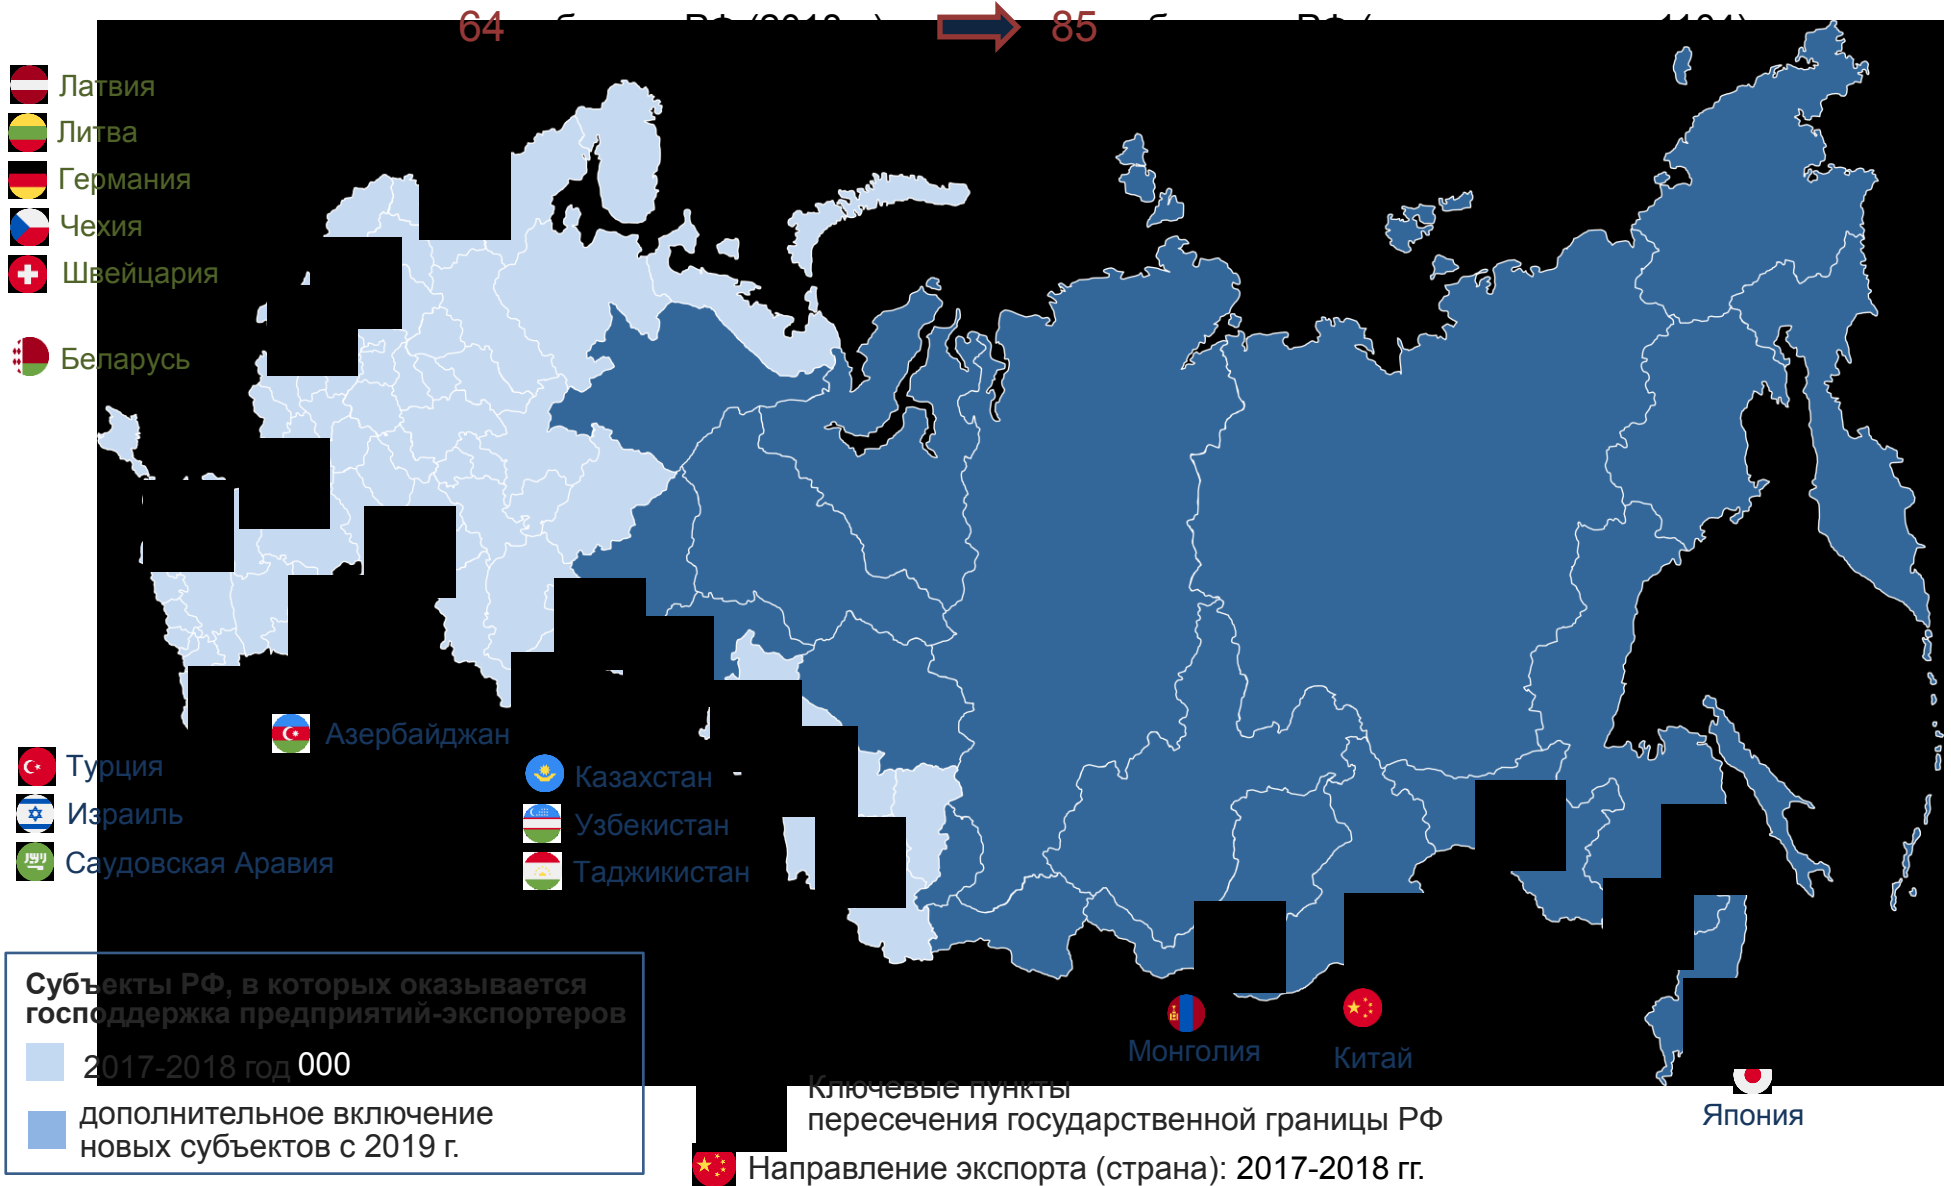 64
85
Латвия
Литва
Германия
Чехия
Швейцария
Беларусь
Азербайджан
Турция
Израиль
Саудовская Аравия
Казахстан
Узбекистан
Таджикистан
Монголия
Китай
Япония
Субъекты РФ, в которых оказывается
господдержка предприятий-экспортеров
2017-2018 год 000
дополнительное включение
новых субъектов с 2019 г.
Ключевые пункты
пересечения государственной границы РФ
Направление экспорта (страна): 2017-2018 гг.